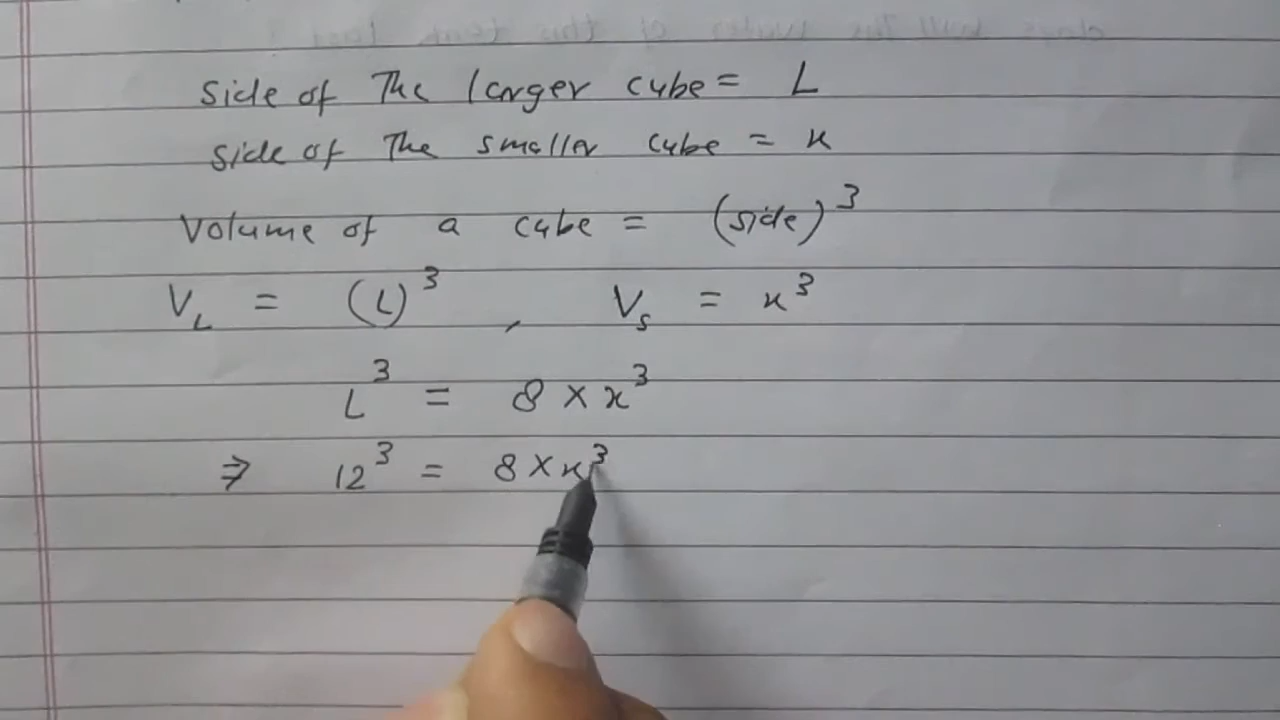 Side of The larger cube = L
Side of The smaller cube = x
Volume of a cube = (side)³
V_L = (L)³ , V_S = x³
L³ = 8 × x³
⇒ 12³ = 8 × x³